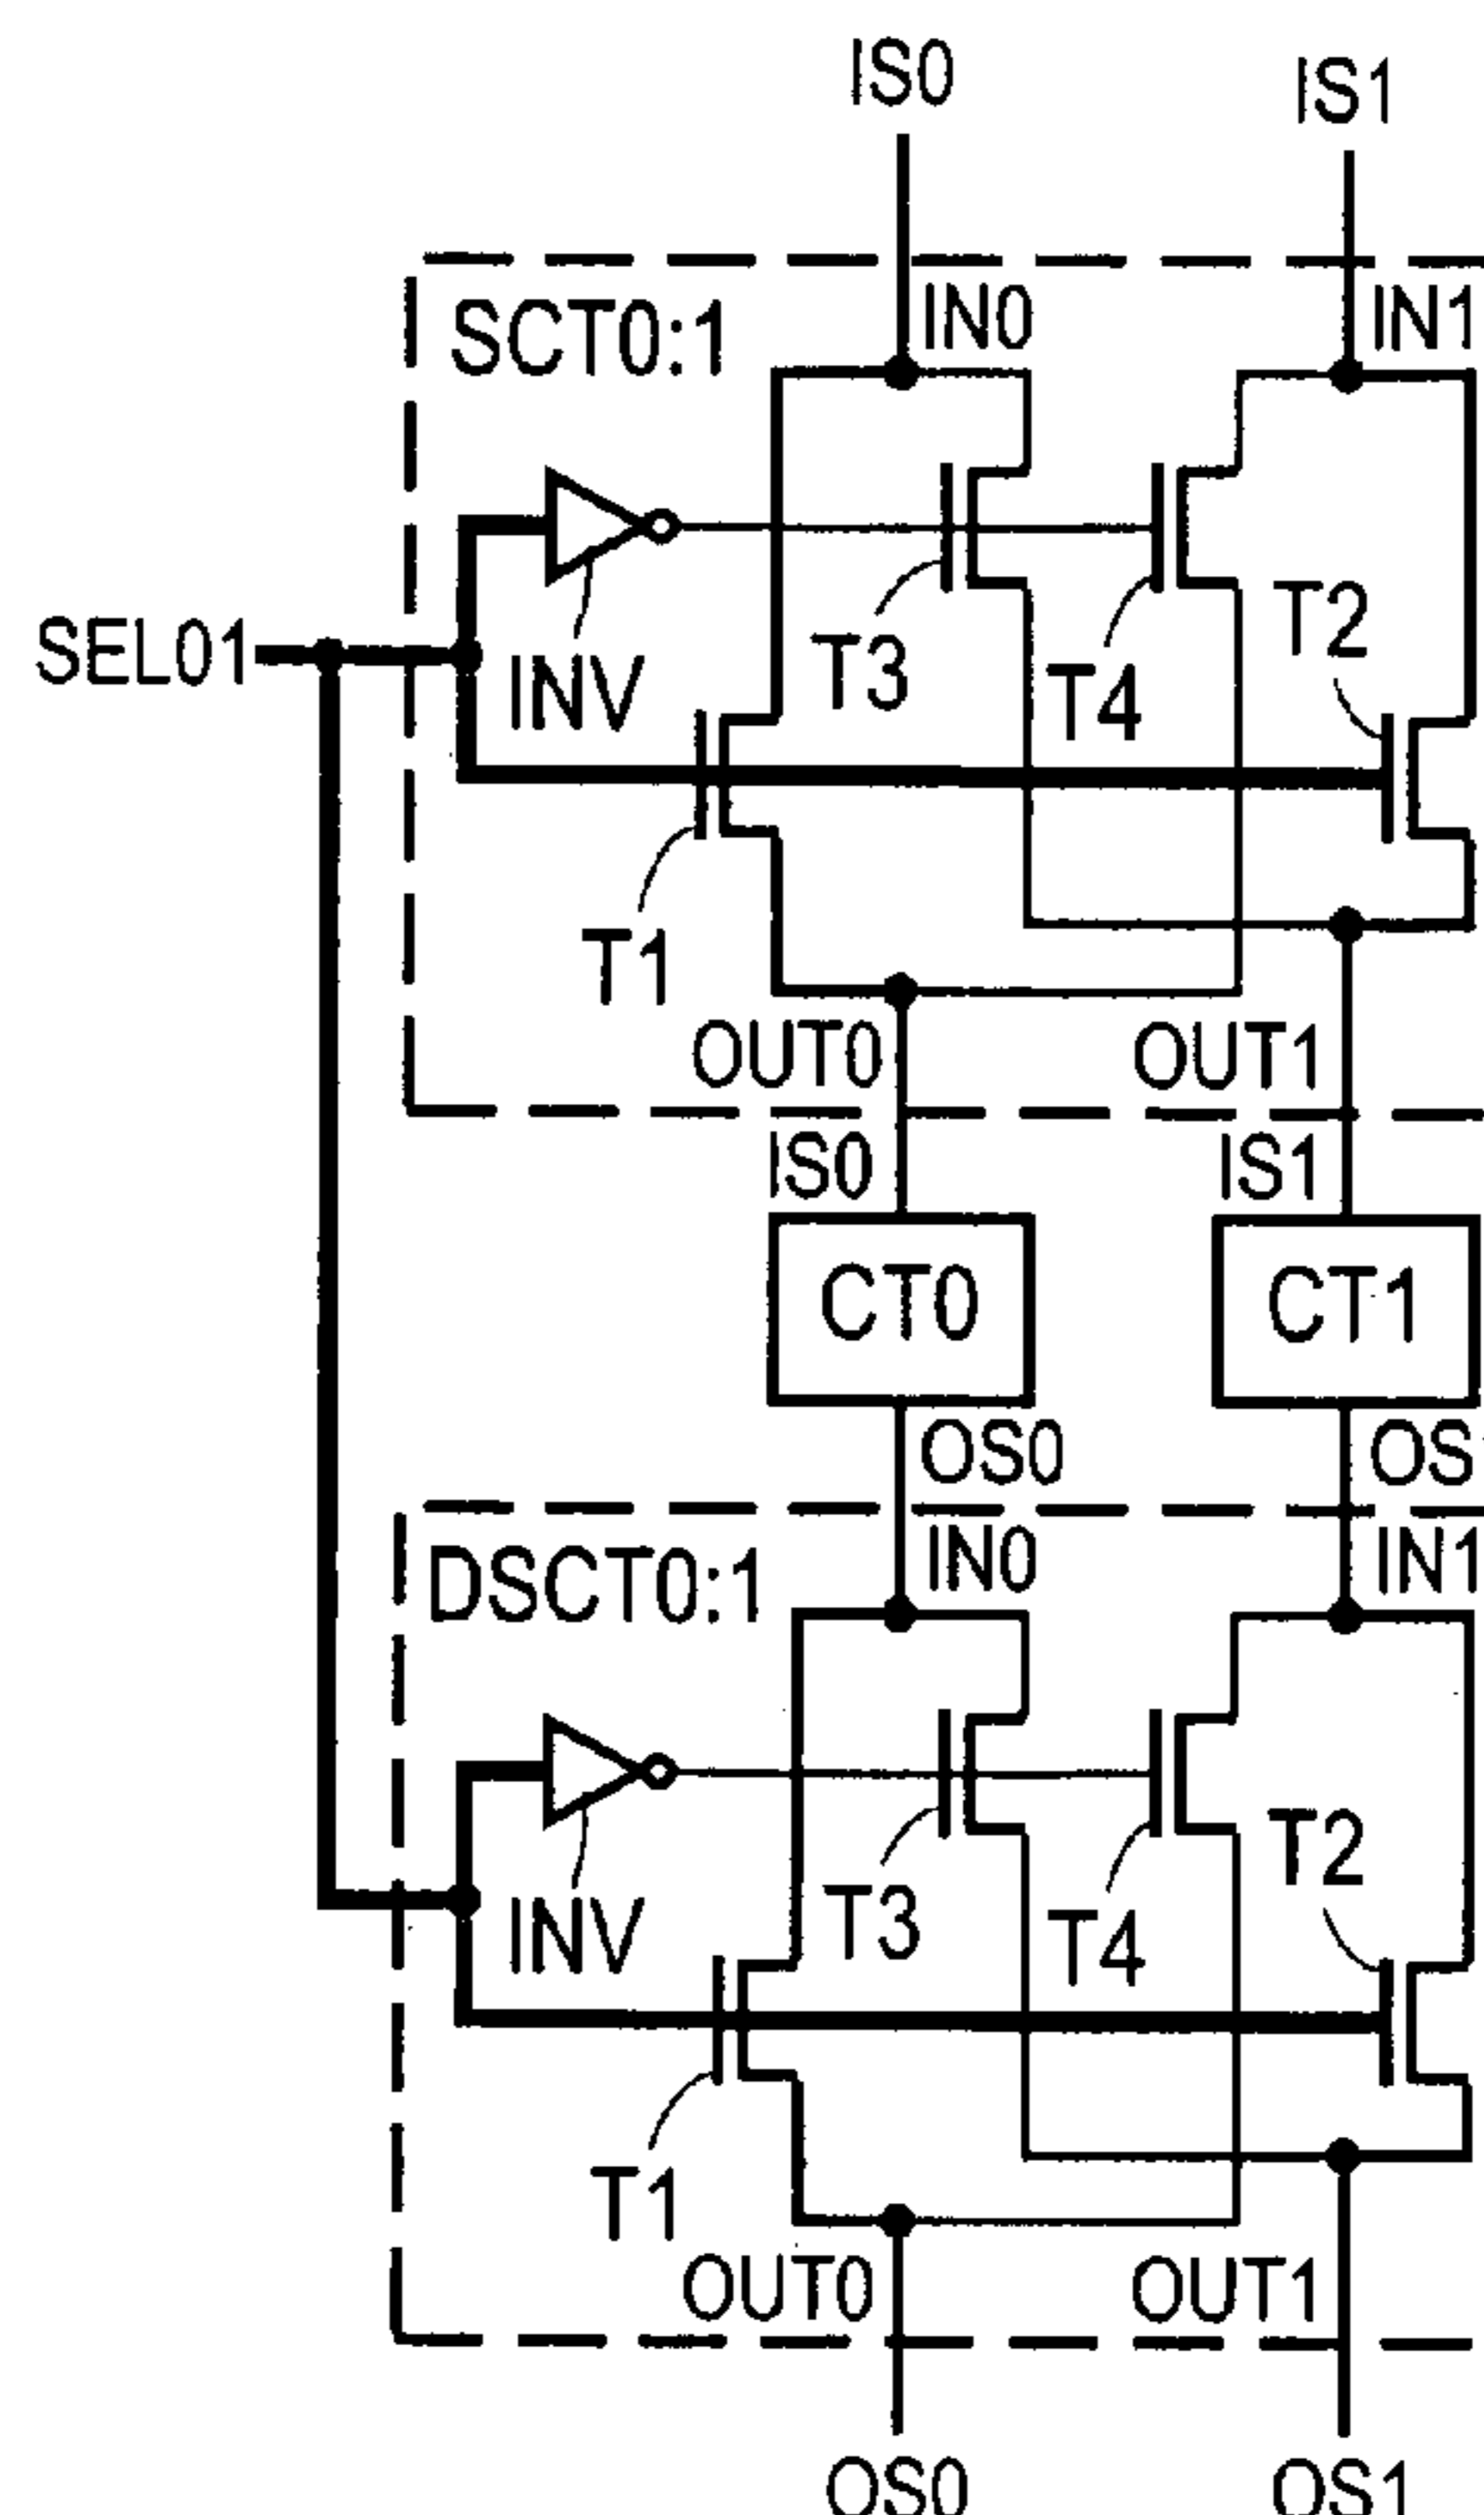 IS0
IS1
IN0
IN1
SCT0:1
T2
SEL01
INV
T3
T4
T1
OUT0
OUT1
IS0
IS1
CT0
CT1
OS0
OS
IN0
IN1
DSCT0:1
T2
INV
T3
T4
T1
OUT0
OUT1
OS0
OS1